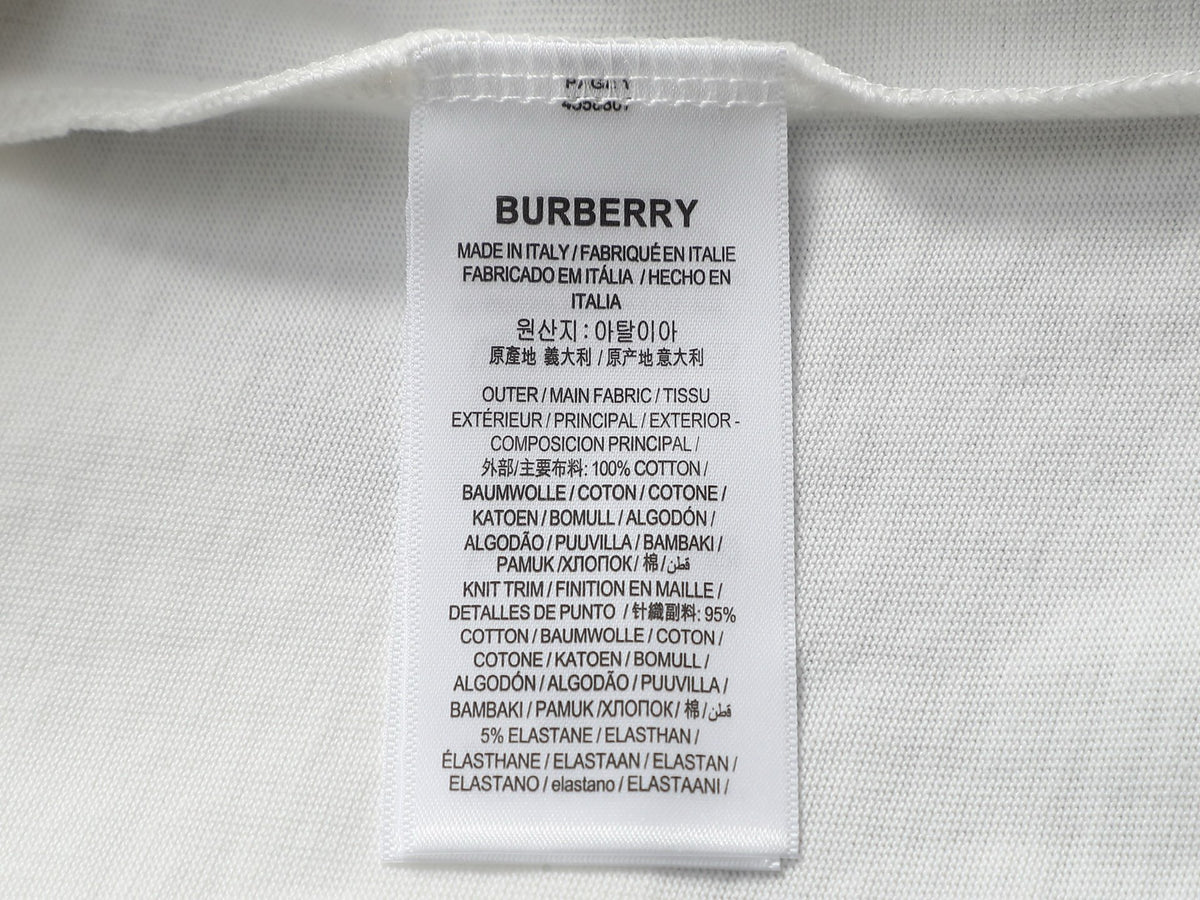 PAGE 1
BURBERRY
MADE IN ITALY / FABRIQUÉ EN ITALIE
FABRICADO EM ITÁLIA / HECHO EN
ITALIA
원산지 : 아탈이아
原產地 義大利 / 原产地意大利
OUTER / MAIN FABRIC / TISSU
EXTÉRIEUR / PRINCIPAL / EXTERIOR -
COMPOSICION PRINCIPAL /
外部/主要布料: 100% COTTON /
BAUMWOLLE / COTON / COTONE /
KATOEN / BOMULL / ALGODÓN /
ALGODÃO / PUUVILLA / BAMBAKI /
PAMUK /ХЛОПОК / 棉 / قطن
KNIT TRIM / FINITION EN MAILLE /
DETALLES DE PUNTO / 針織副料: 95%
COTTON / BAUMWOLLE / COTON /
COTONE / KATOEN / BOMULL /
ALGODÓN / ALGODÃO / PUUVILLA /
BAMBAKI / PAMUK /ХЛОПОК / 棉 / قطن
5% ELASTANE / ELASTHAN /
ÉLASTHANE / ELASTAAN / ELASTAN /
ELASTANO / elastano / ELASTAANI /